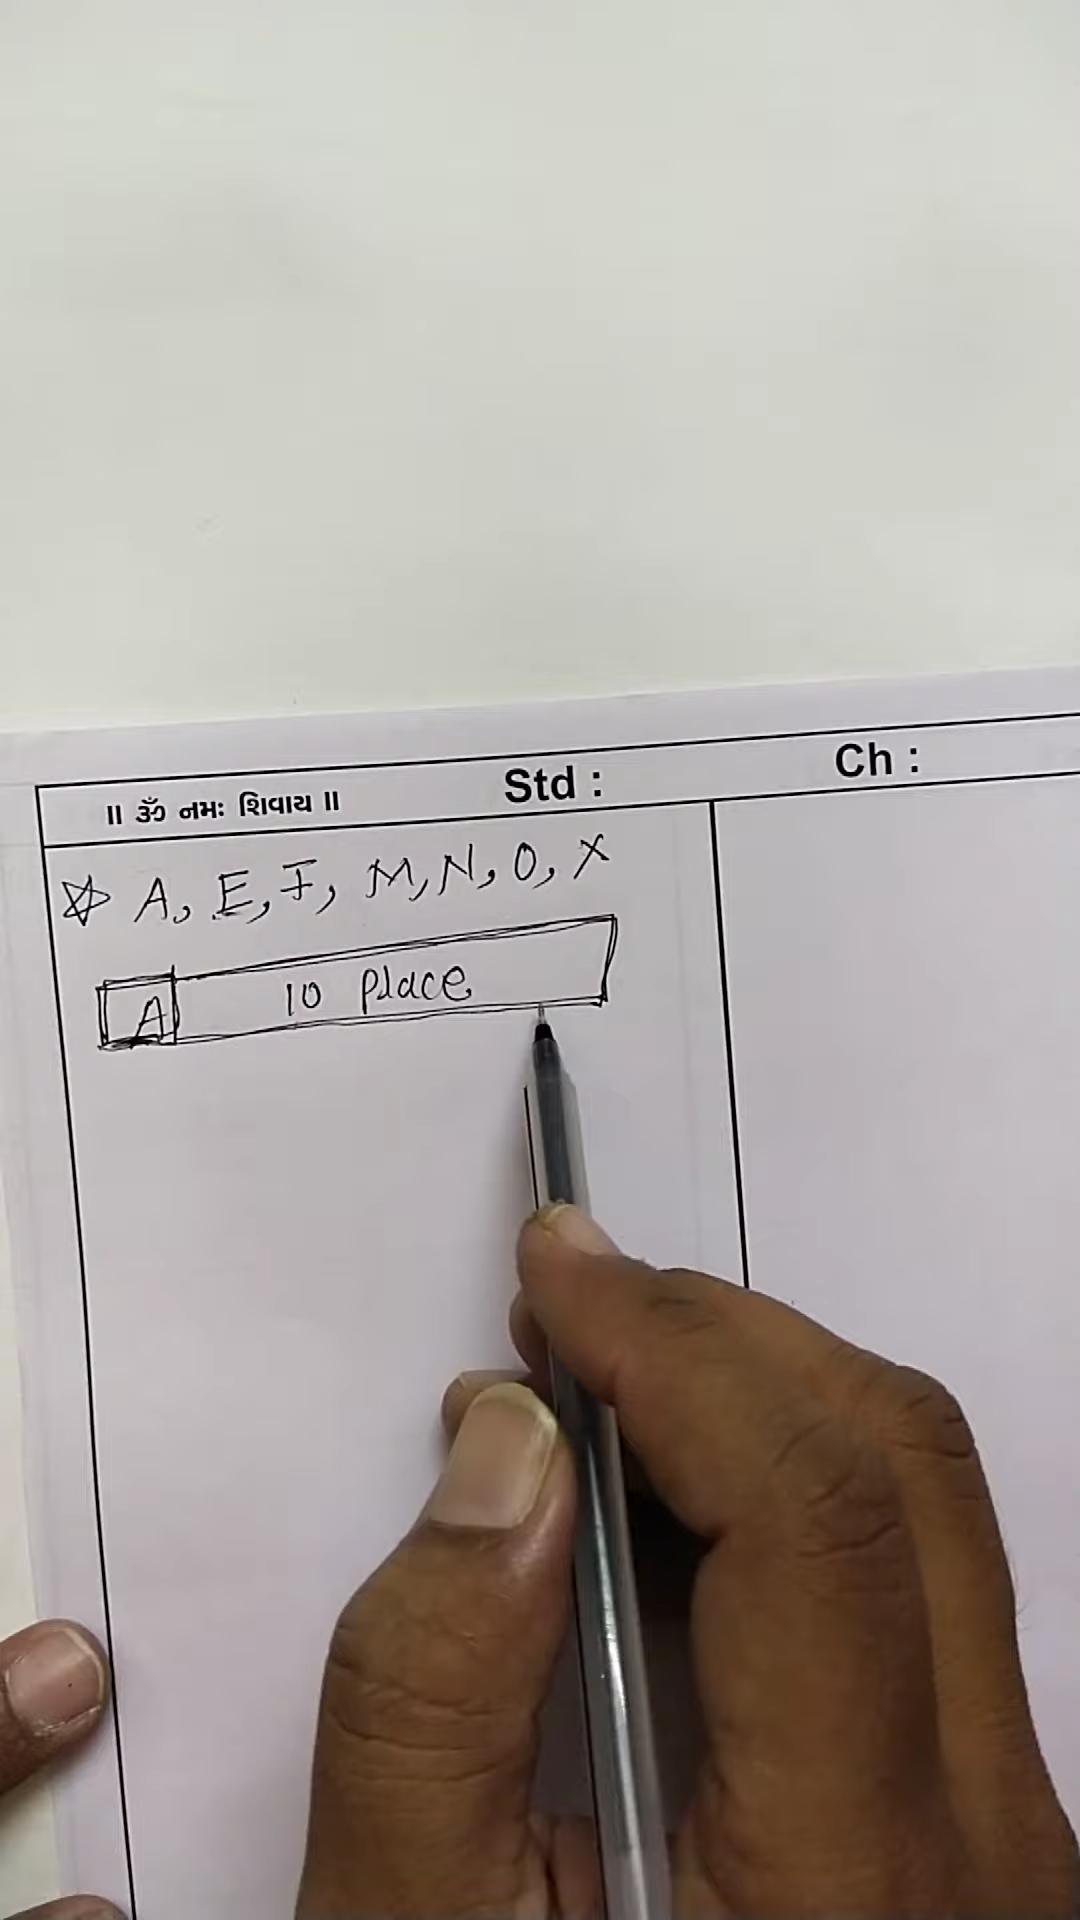 ॥ ૐ નમઃ શિવાય ॥ Std : Ch :
☆ A, E, I, M, N, O, X
A 10 Place